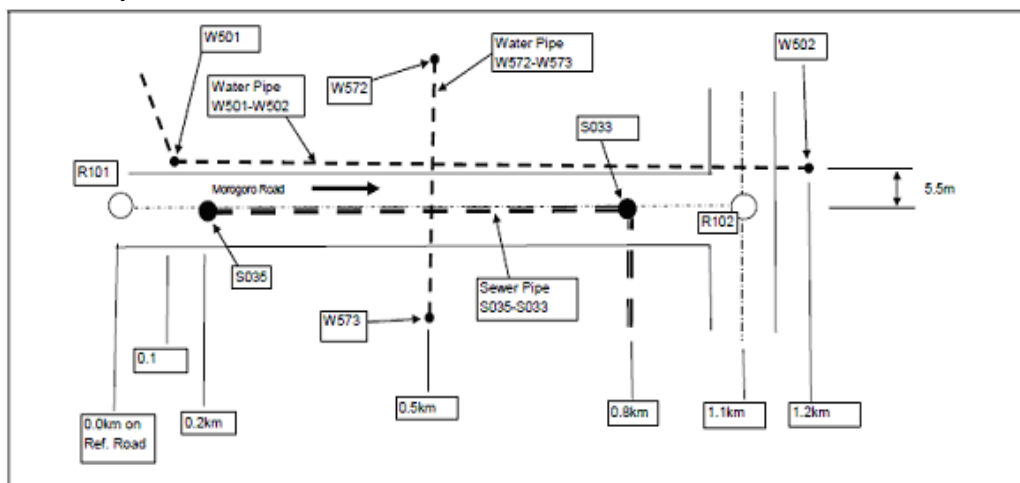 W501
Water Pipe
W572-W573
W502
W572
Water Pipe
W501-W502
S033
R101
Morogoro Road
5.5m
R102
S035
Sewer Pipe
S035-S033
W573
0.1
0.0km on
Ref. Road
0.2km
0.5km
0.8km
1.1km
1.2km